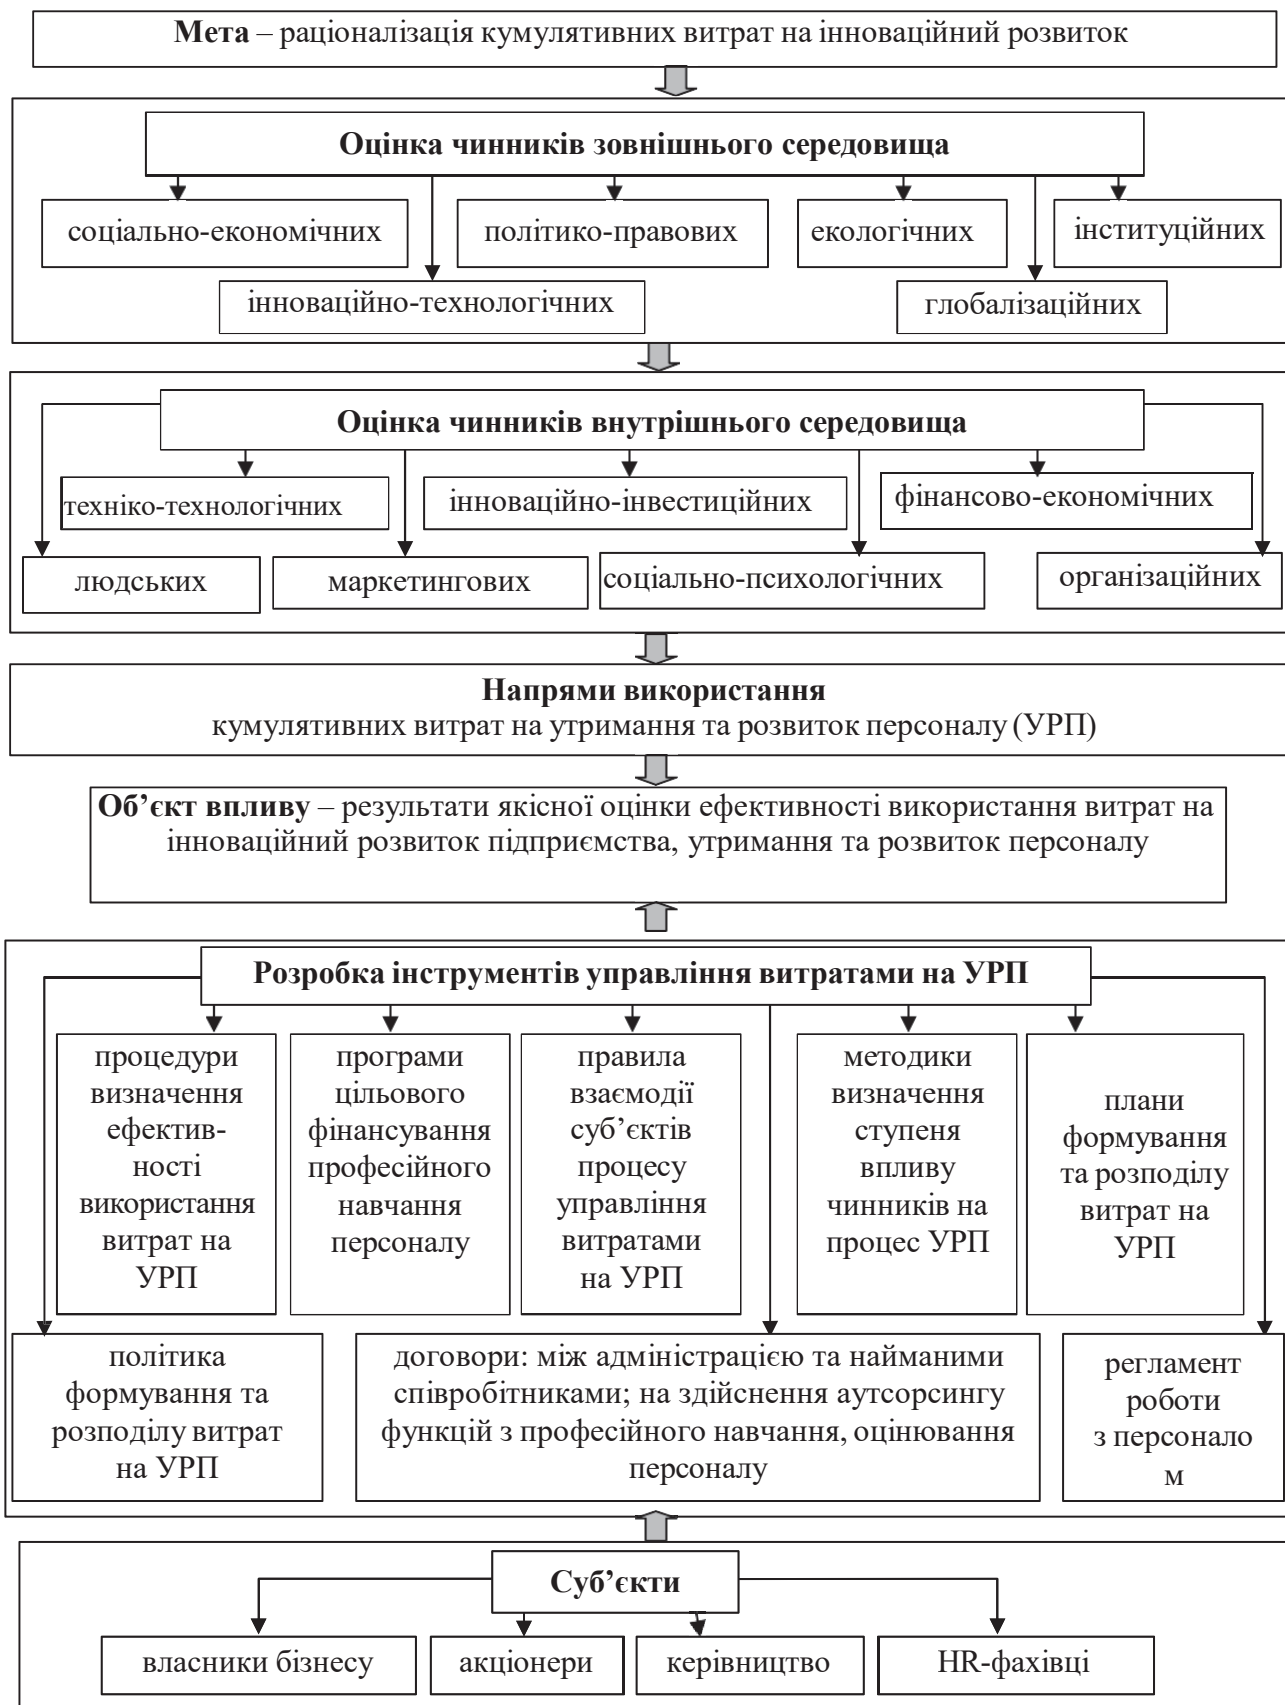 Мета – раціоналізація кумулятивних витрат на інноваційний розвиток
Оцінка чинників зовнішнього середовища
соціально-економічних
політико-правових
екологічних
інституційних
інноваційно-технологічних
глобалізаційних
Оцінка чинників внутрішнього середовища
техніко-технологічних
інноваційно-інвестиційних
фінансово-економічних
людських
маркетингових
соціально-психологічних
організаційних
Напрями використання
кумулятивних витрат на утримання та розвиток персоналу (УРП)
Об’єкт впливу – результати якісної оцінки ефективності використання витрат на
інноваційний розвиток підприємства, утримання та розвиток персоналу
Розробка інструментів управління витратами на УРП
процедури
визначення
ефектив-
ності
використання
витрат на
УРП
програми
цільового
фінансування
професійного
навчання
персоналу
правила
взаємодії
суб’єктів
процесу
управління
витратами
на УРП
методики
визначення
ступеня
впливу
чинників на
процес УРП
плани
формування
та розподілу
витрат на
УРП
політика
формування та
розподілу витрат
на УРП
договори: між адміністрацією та найманими
співробітниками; на здійснення аутсорсингу
функцій з професійного навчання, оцінювання
персоналу
регламент
роботи
з персонало
м
Суб’єкти
власники бізнесу
акціонери
керівництво
HR-фахівці